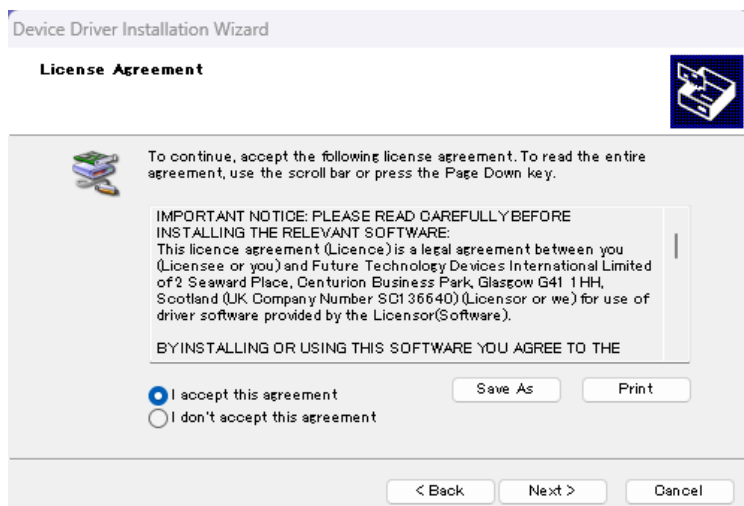 Device Driver Installation Wizard
License Agreement
To continue, accept the following license agreement. To read the entire
agreement, use the scroll bar or press the Page Down key.
IMPORTANT NOTICE: PLEASE READ CAREFULLY BEFORE
INSTALLING THE RELEVANT SOFTWARE:
This licence agreement (Licence) is a legal agreement between you
(Licensee or you) and Future Technology Devices International Limited
of 2 Seaward Place, Centurion Business Park, Glasgow G41 1HH,
Scotland (UK Company Number SC136640) (Licensor or we) for use of
driver software provided by the Licensor(Software).
BY INSTALLING OR USING THIS SOFTWARE YOU AGREE TO THE
I accept this agreement
Save As
Print
I don't accept this agreement
< Back
Next >
Cancel